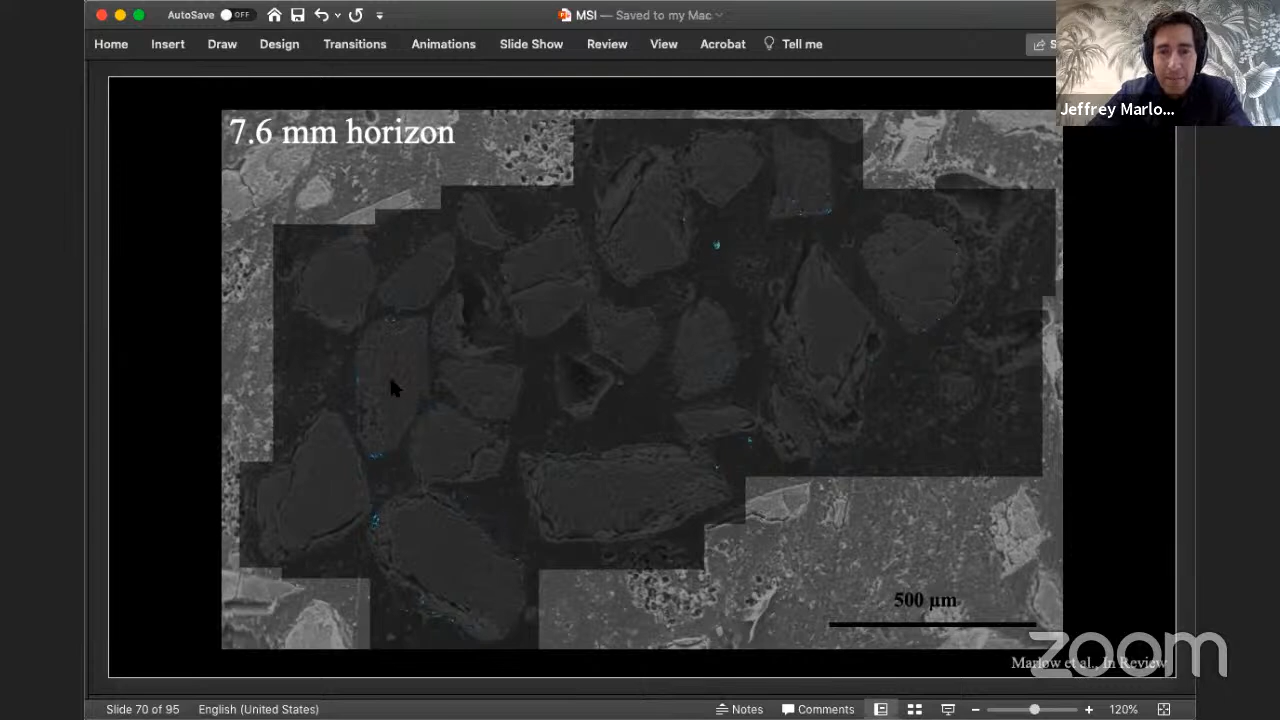 AutoSave OFF MSI — Saved to my Mac
Home Insert Draw Design Transitions Animations Slide Show Review View Acrobat Tell me S
Jeffrey Marlo...
7.6 mm horizon
500 µm
Marlow et al., In Review
zoom
Slide 70 of 95 English (United States) Notes Comments 120%